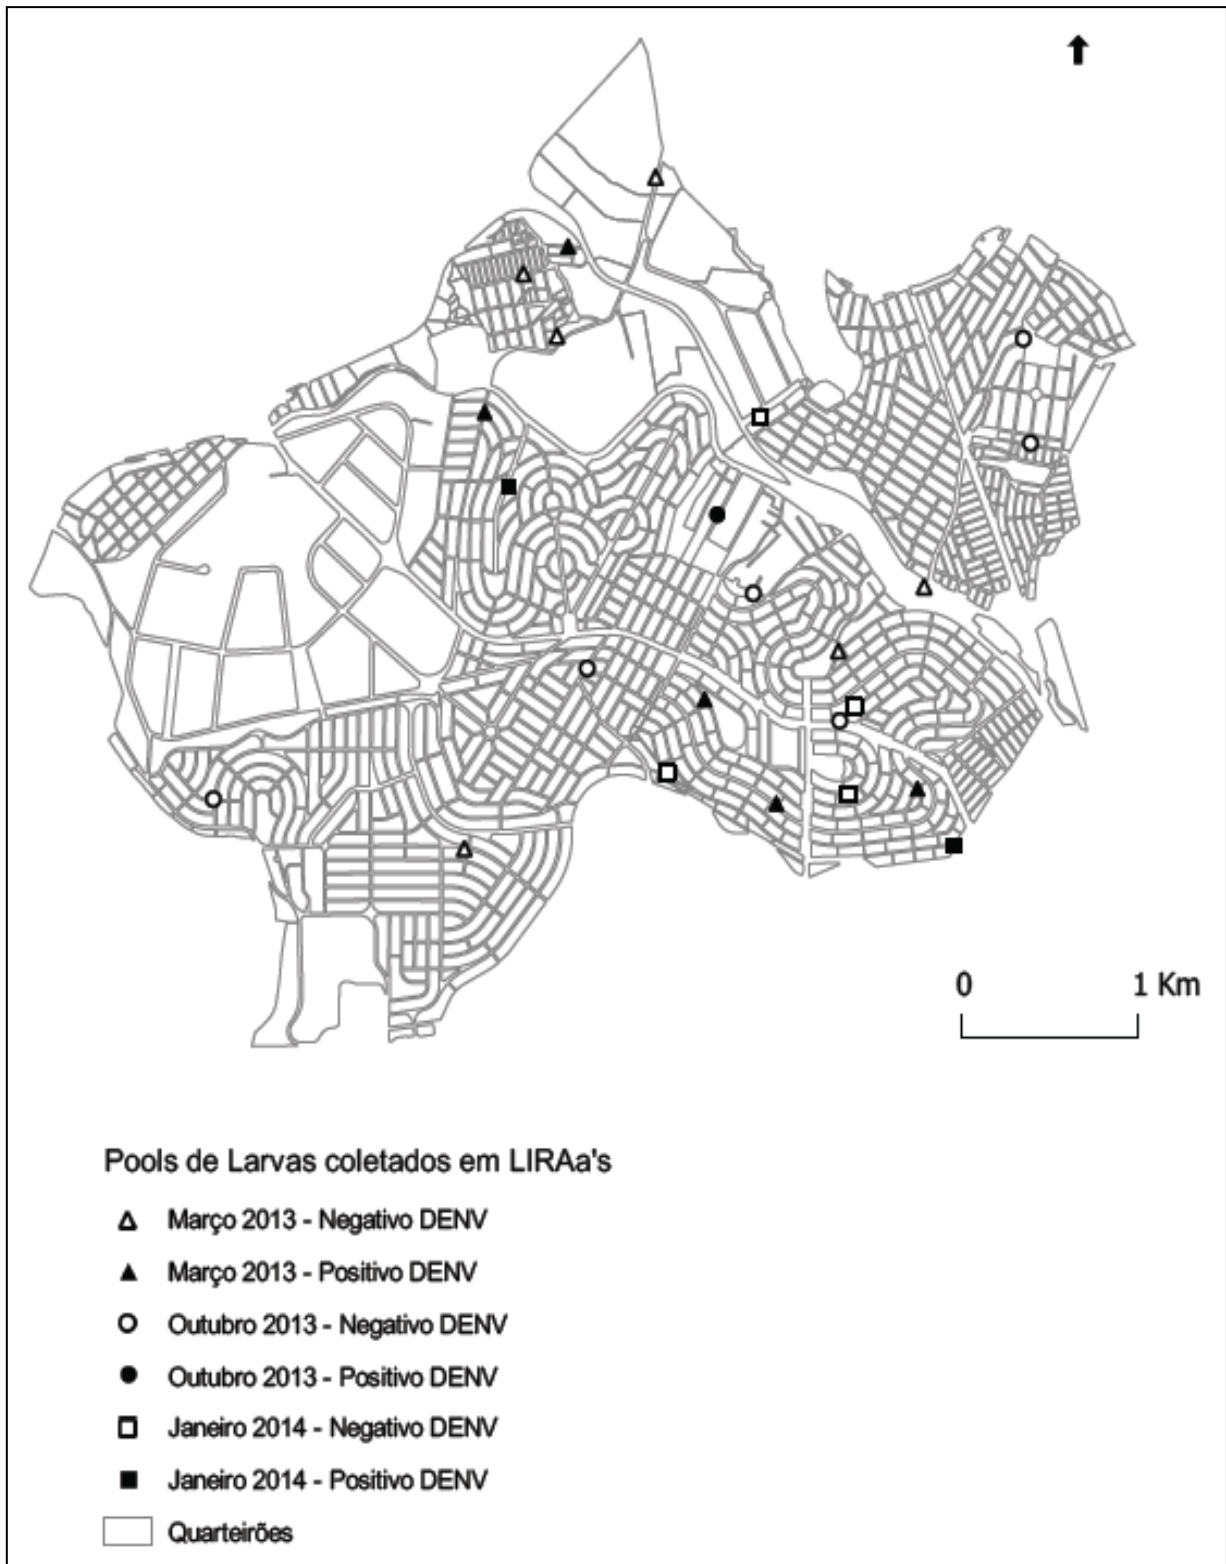 0 1 Km
Pools de Larvas coletados em LIRAa's
Março 2013 - Negativo DENV
Março 2013 - Positivo DENV
Outubro 2013 - Negativo DENV
Outubro 2013 - Positivo DENV
Janeiro 2014 - Negativo DENV
Janeiro 2014 - Positivo DENV
Quarteirões